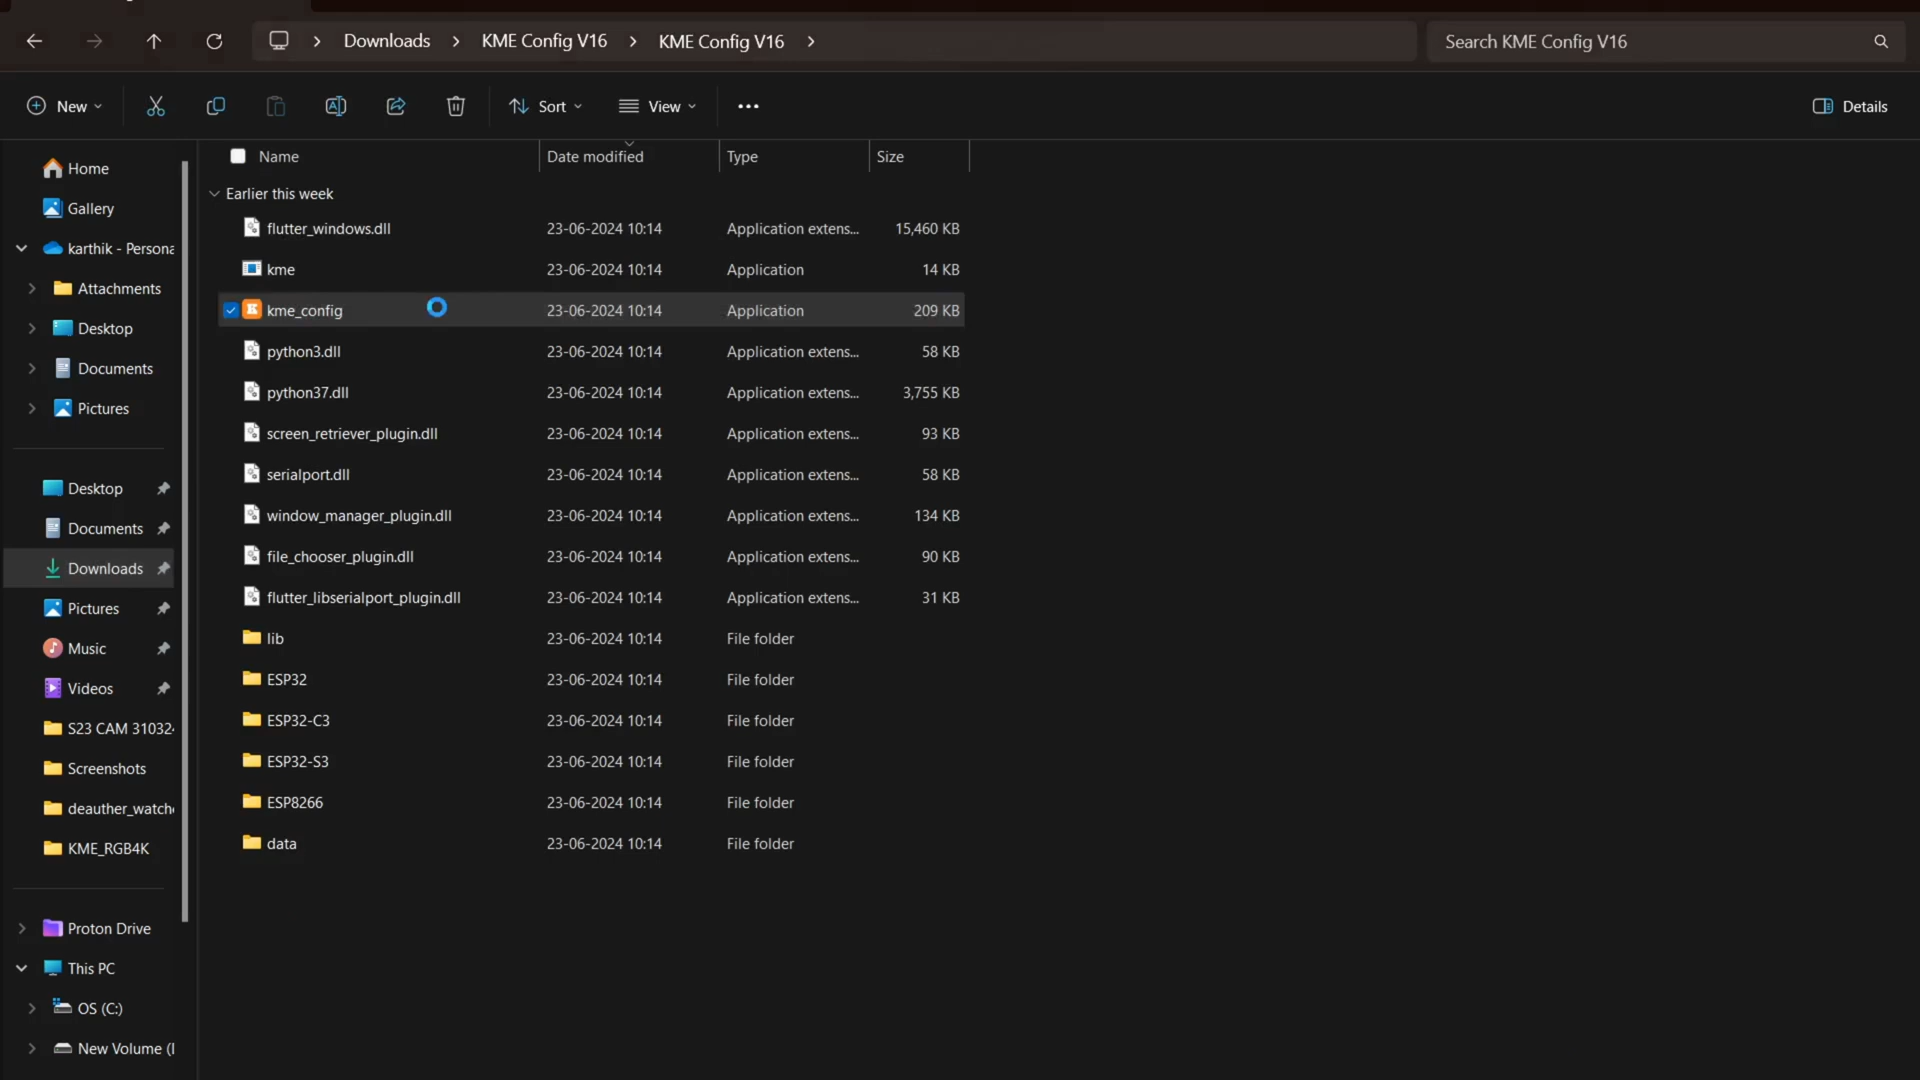 Downloads > KME Config V16 > KME Config V16 >
Search KME Config V16
New
Sort
View
Details
Name Date modified Type Size
Earlier this week
flutter_windows.dll 23-06-2024 10:14 Application extens... 15,460 KB
kme 23-06-2024 10:14 Application 14 KB
kme_config 23-06-2024 10:14 Application 209 KB
python3.dll 23-06-2024 10:14 Application extens... 58 KB
python37.dll 23-06-2024 10:14 Application extens... 3,755 KB
screen_retriever_plugin.dll 23-06-2024 10:14 Application extens... 93 KB
serialport.dll 23-06-2024 10:14 Application extens... 58 KB
window_manager_plugin.dll 23-06-2024 10:14 Application extens... 134 KB
file_chooser_plugin.dll 23-06-2024 10:14 Application extens... 90 KB
flutter_libserialport_plugin.dll 23-06-2024 10:14 Application extens... 31 KB
lib 23-06-2024 10:14 File folder
ESP32 23-06-2024 10:14 File folder
ESP32-C3 23-06-2024 10:14 File folder
ESP32-S3 23-06-2024 10:14 File folder
ESP8266 23-06-2024 10:14 File folder
data 23-06-2024 10:14 File folder
Home
Gallery
karthik - Persona
Attachments
Desktop
Documents
Pictures
Desktop
Documents
Downloads
Pictures
Music
Videos
S23 CAM 31032
Screenshots
deauther_watch
KME_RGB4K
Proton Drive
This PC
OS (C:)
New Volume (